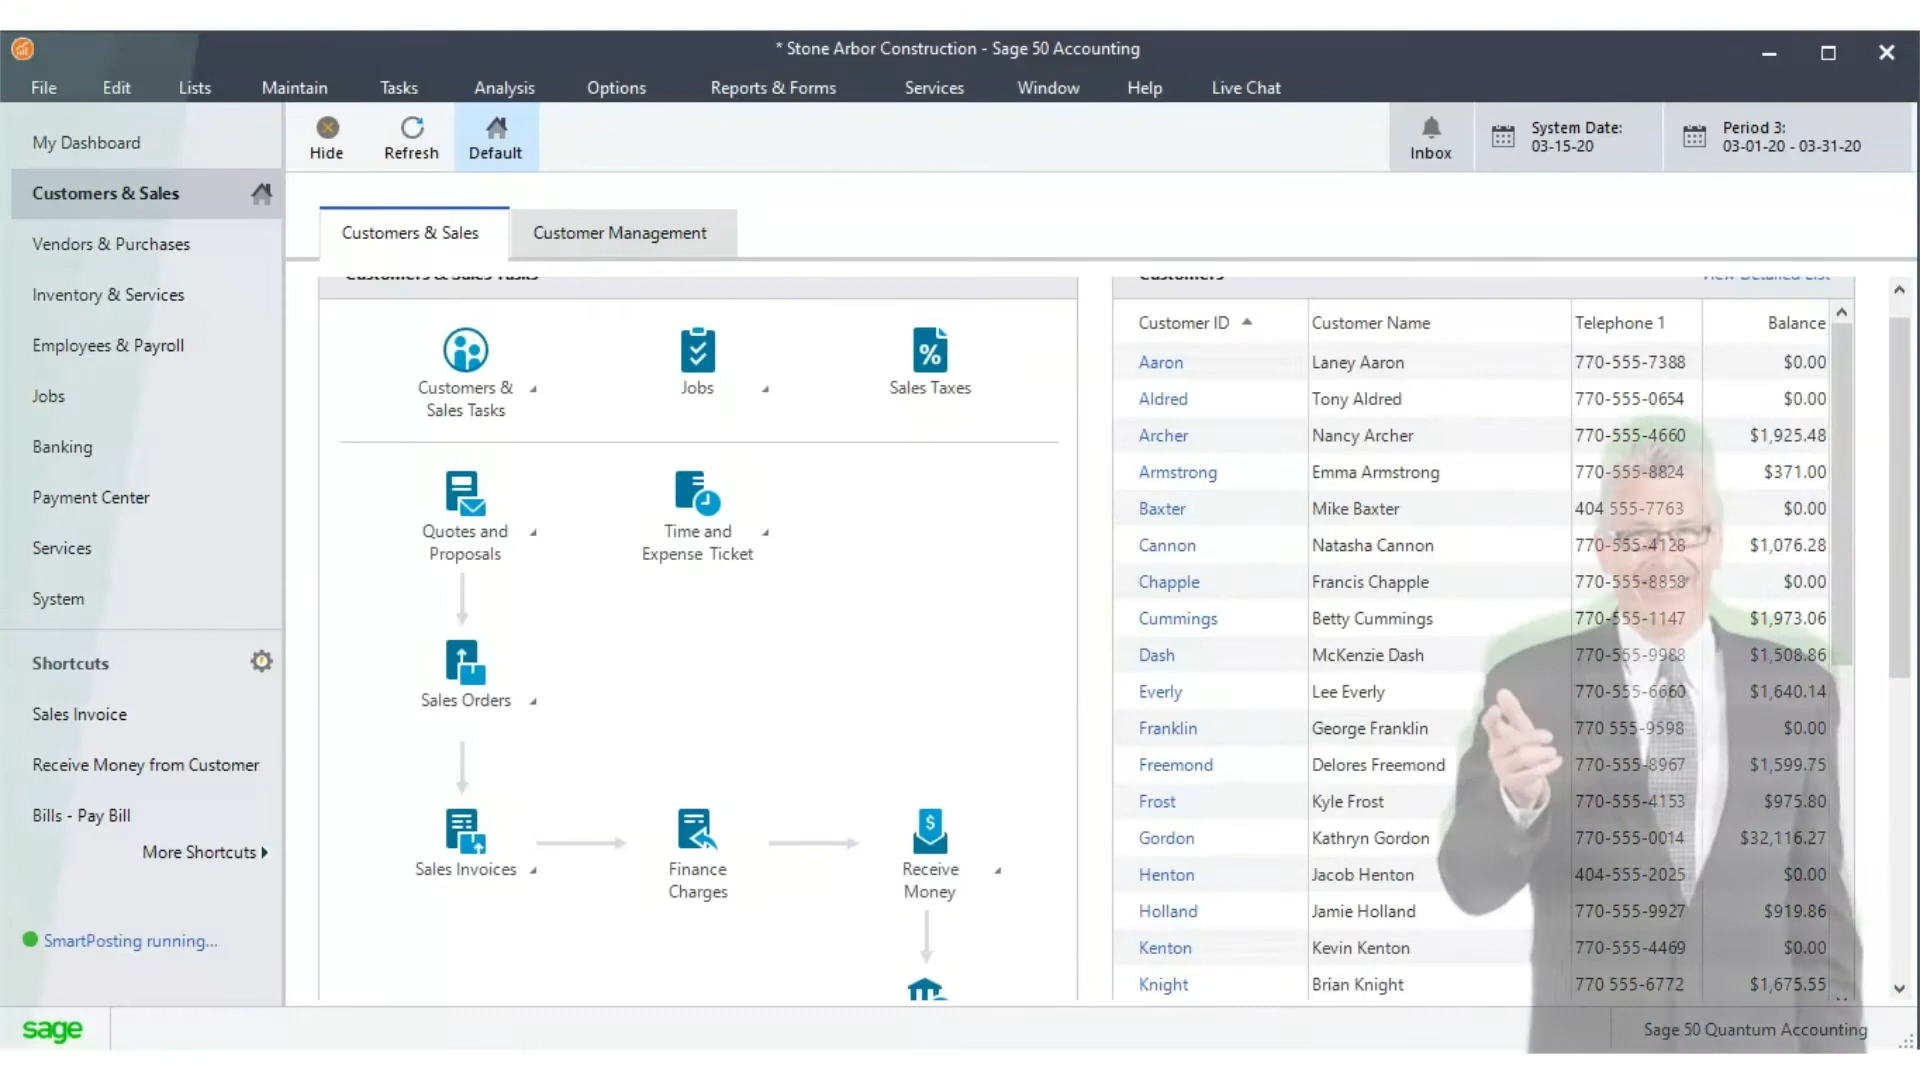 * Stone Arbor Construction - Sage 50 Accounting
File Edit Lists Maintain Tasks Analysis Options Reports & Forms Services Window Help Live Chat
My Dashboard
Customers & Sales
Vendors & Purchases
Inventory & Services
Employees & Payroll
Jobs
Banking
Payment Center
Services
System
Shortcuts
Sales Invoice
Receive Money from Customer
Bills - Pay Bill
More Shortcuts
SmartPosting running...
Hide Refresh Default
Inbox
System Date:
03-15-20
Period 3:
03-01-20 - 03-31-20
Customers & Sales Customer Management
Customers & Sales Tasks
Customers &
Sales Tasks
Jobs
Sales Taxes
Quotes and
Proposals
Time and
Expense Ticket
Sales Orders
Sales Invoices
Finance
Charges
Receive
Money
Customers View Detailed List
Customer ID Customer Name Telephone 1 Balance
Aaron Laney Aaron 770-555-7388 $0.00
Aldred Tony Aldred 770-555-0654 $0.00
Archer Nancy Archer 770-555-4660 $1,925.48
Armstrong Emma Armstrong 770-555-8824 $371.00
Baxter Mike Baxter 404 555-7763 $0.00
Cannon Natasha Cannon 770-555-4128 $1,076.28
Chapple Francis Chapple 770-555-8858 $0.00
Cummings Betty Cummings 770-555-1147 $1,973.06
Dash McKenzie Dash 770-555-9988 $1,508.86
Everly Lee Everly 770-555-6660 $1,640.14
Franklin George Franklin 770 555-9598 $0.00
Freemond Delores Freemond 770-555-8967 $1,599.75
Frost Kyle Frost 770-555-4153 $975.80
Gordon Kathryn Gordon 770-555-0014 $32,116.27
Henton Jacob Henton 404-555-2025 $0.00
Holland Jamie Holland 770-555-9927 $919.86
Kenton Kevin Kenton 770-555-4469 $0.00
Knight Brian Knight 770 555-6772 $1,675.55
sage
Sage 50 Quantum Accounting